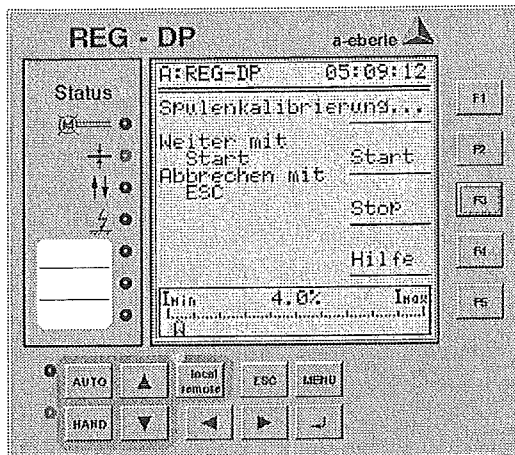 REG - DP
a-eberle
Status
A:REG-DP 05:09:12
Spulenkalibrierung...
Weiter mit
Start
Abbrechen mit
ESC
Start
Stop
Hilfe
Imin 4.0% Imax
F1
F2
F3
F4
F5
AUTO
local
remote
ESC
MENU
HAND